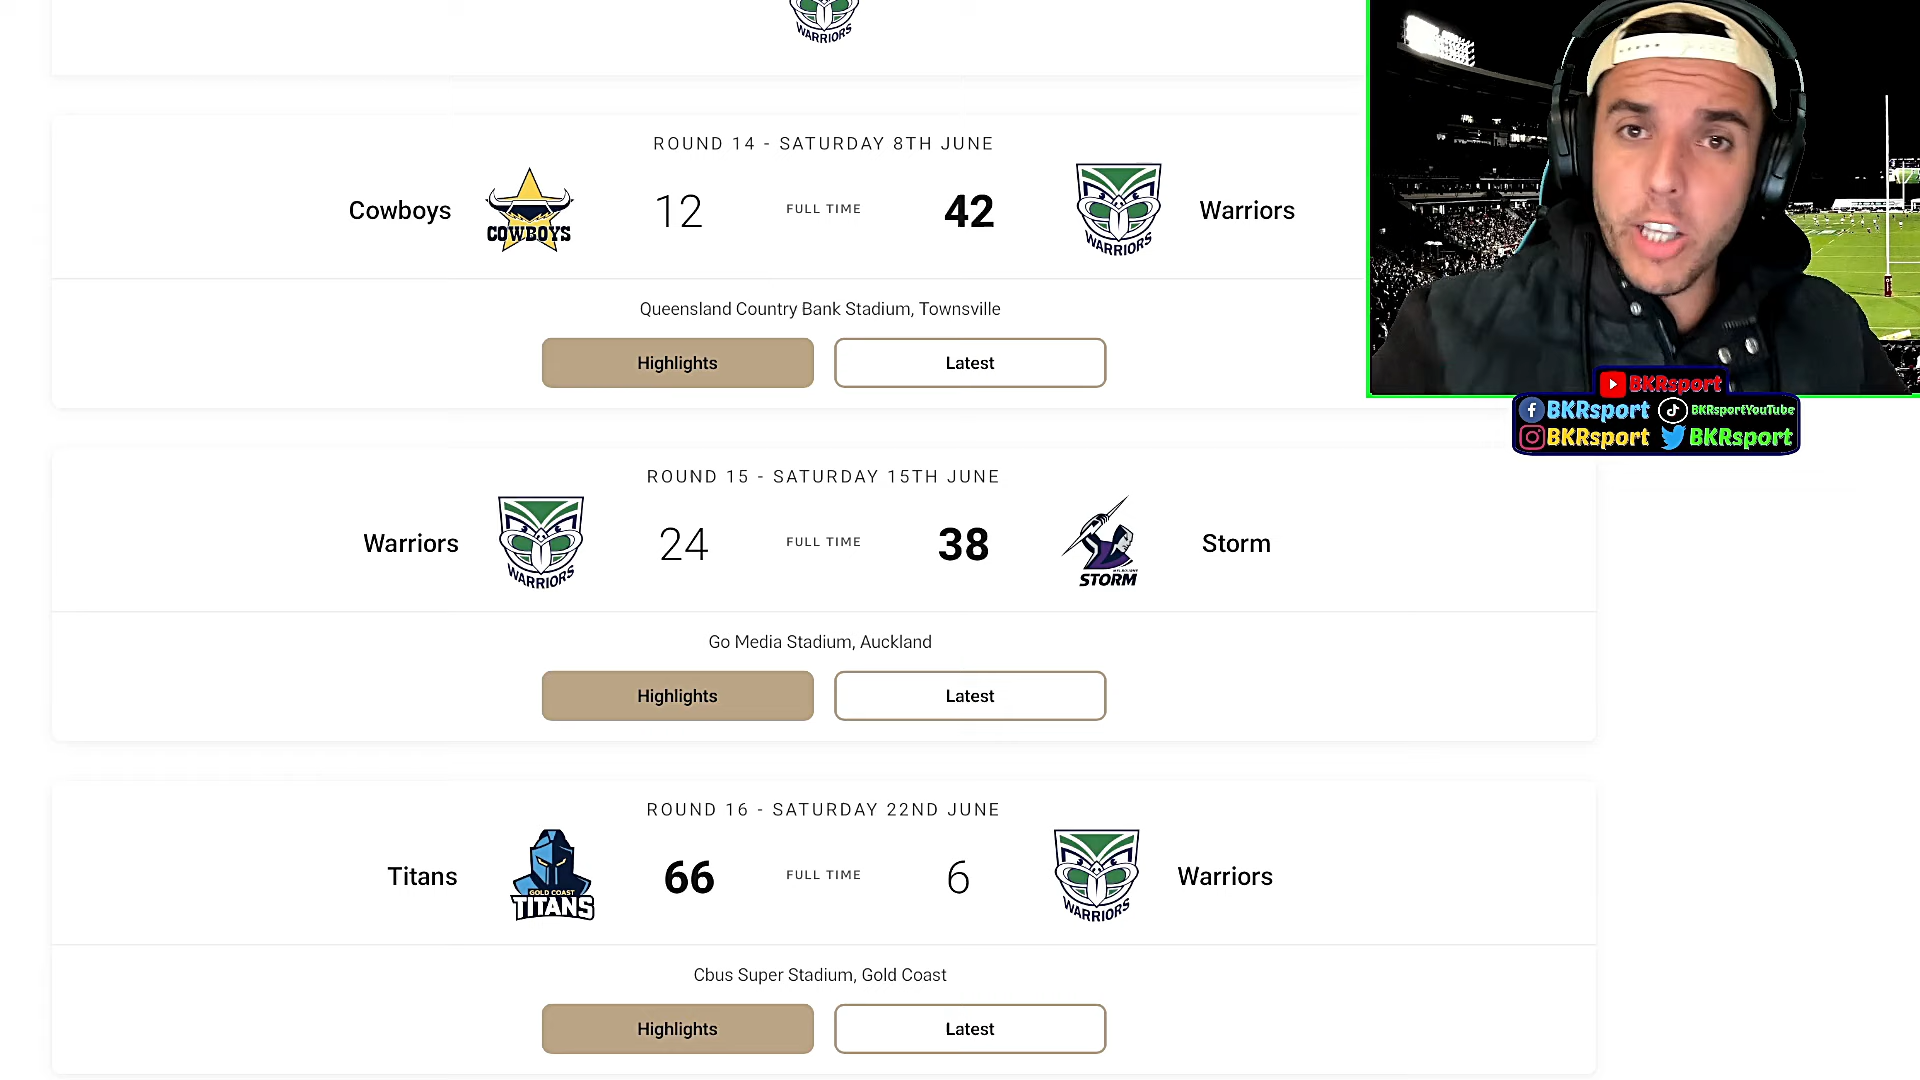 WARRIORS
ROUND 14 - SATURDAY 8TH JUNE
Cowboys
COWBOYS
12
FULL TIME
42
WARRIORS
Warriors
Queensland Country Bank Stadium, Townsville
Highlights
Latest
BKRsport
BKRsport BKRsportYouTube
BKRsport BKRsport
ROUND 15 - SATURDAY 15TH JUNE
Warriors
WARRIORS
24
FULL TIME
38
STORM
Storm
Go Media Stadium, Auckland
Highlights
Latest
ROUND 16 - SATURDAY 22ND JUNE
Titans
GOLD COAST
TITANS
66
FULL TIME
6
WARRIORS
Warriors
Cbus Super Stadium, Gold Coast
Highlights
Latest